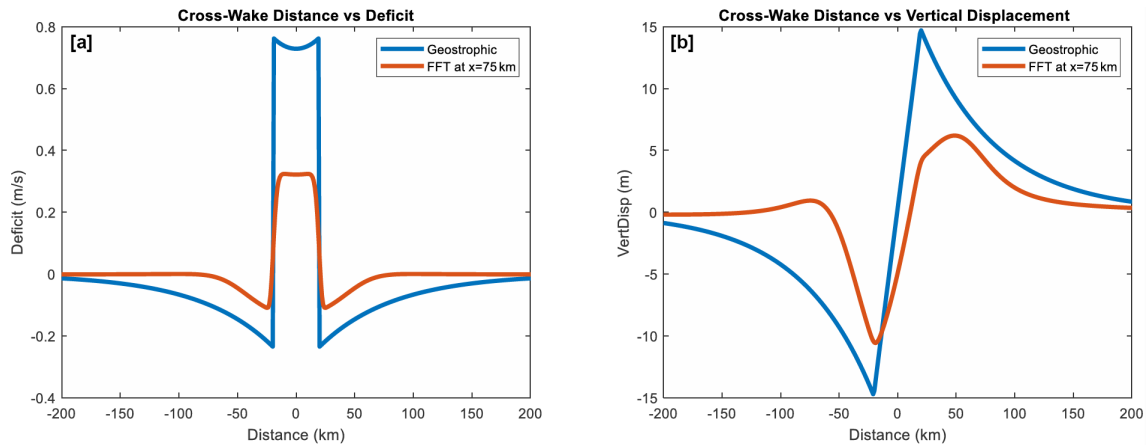 Cross-Wake Distance vs Deficit
[a]
Geostrophic
FFT at x=75 km
Deficit (m/s)
0.8
0.6
0.4
0.2
0
-0.2
-0.4
-200
-150
-100
-50
0
50
100
150
200
Distance (km)
Cross-Wake Distance vs Vertical Displacement
[b]
Geostrophic
FFT at x=75 km
VertDisp (m)
15
10
5
0
-5
-10
-15
-200
-150
-100
-50
0
50
100
150
200
Distance (km)